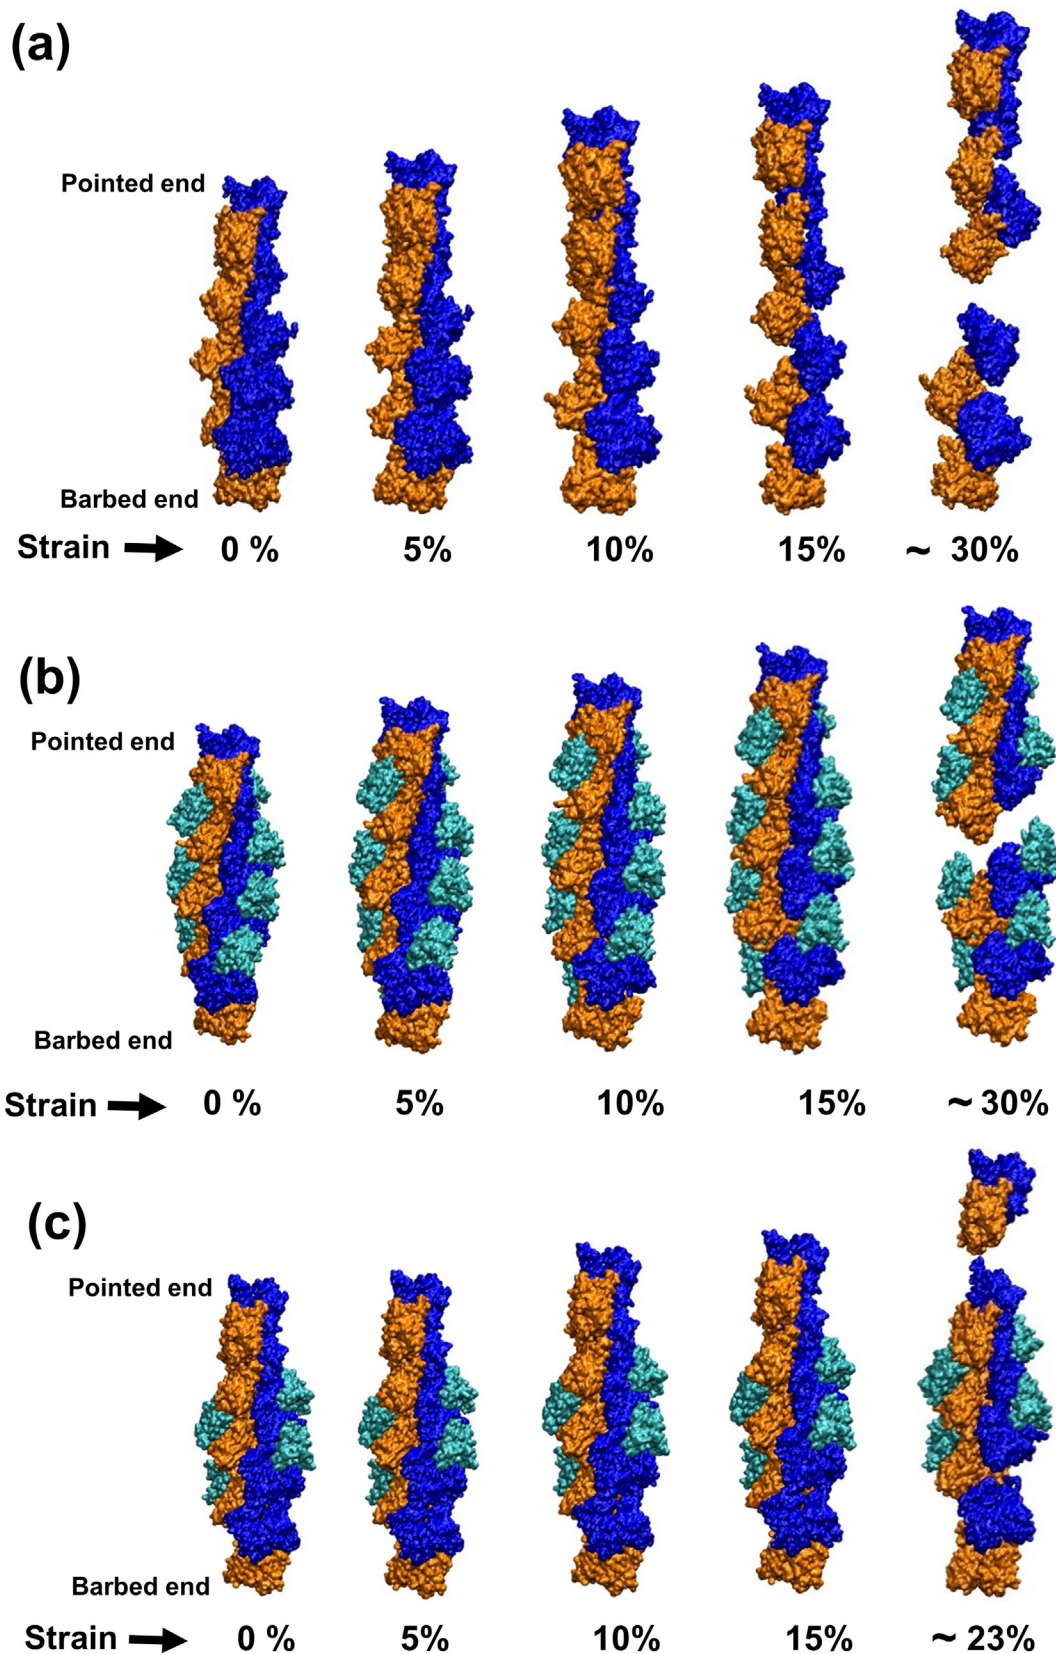 (a)
Pointed end
Barbed end
Strain 0 % 5% 10% 15% ~ 30%
(b)
Pointed end
Barbed end
Strain 0 % 5% 10% 15% ~ 30%
(c)
Pointed end
Barbed end
Strain 0 % 5% 10% 15% ~ 23%